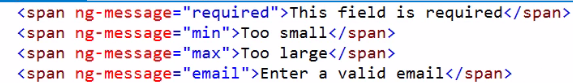 <span ng-message="required">This field is required</span>
<span ng-message="min">Too small</span>
<span ng-message="max">Too large</span>
<span ng-message="email">Enter a valid email</span>